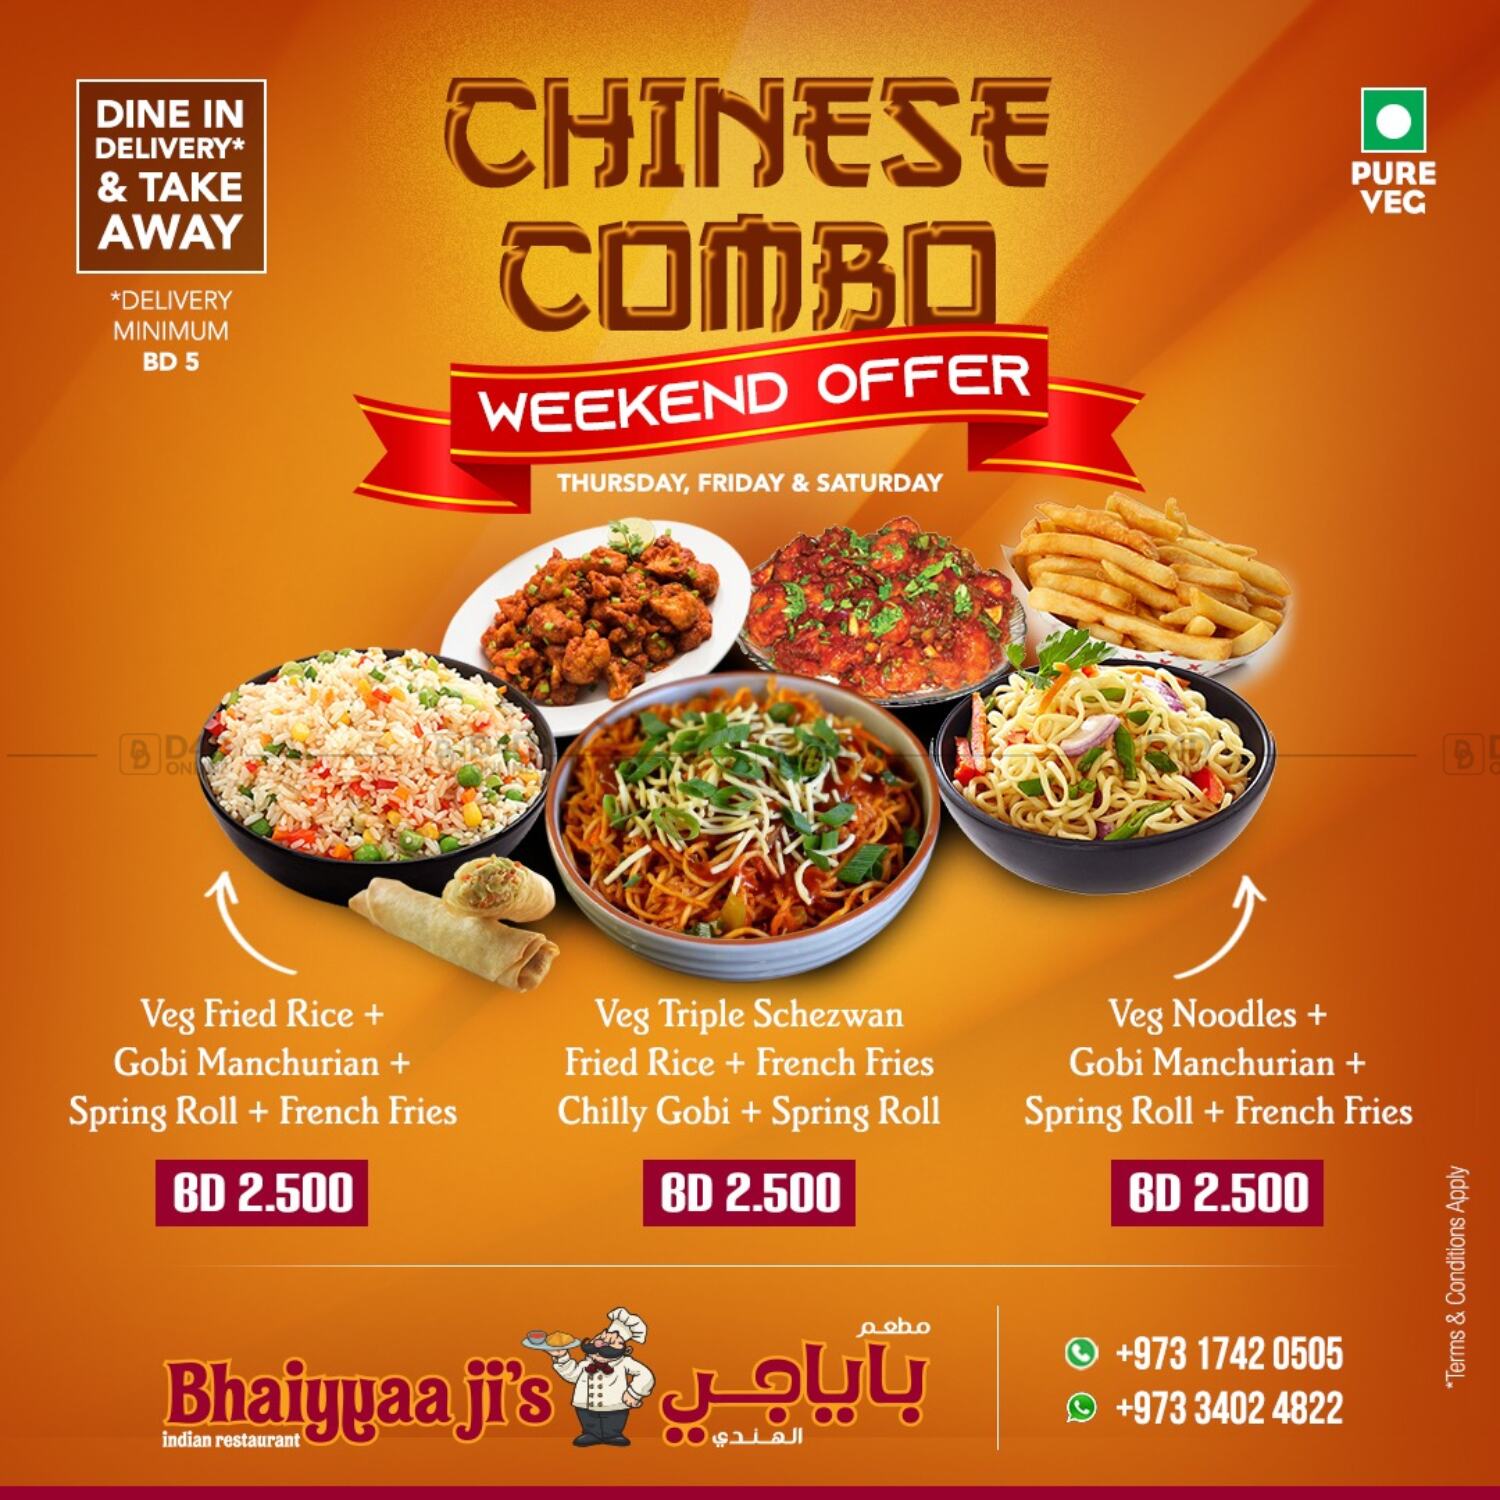 DINE IN
DELIVERY*
& TAKE
AWAY
*DELIVERY
MINIMUM
BD 5
CHINESE
COMBO
WEEKEND OFFER
THURSDAY, FRIDAY & SATURDAY
PURE
VEG
Veg Fried Rice +
Gobi Manchurian +
Spring Roll + French Fries
BD 2.500
Veg Triple Schezwan
Fried Rice + French Fries
Chilly Gobi + Spring Roll
BD 2.500
Veg Noodles +
Gobi Manchurian +
Spring Roll + French Fries
BD 2.500
*Terms & Conditions Apply
Bhaiyyaa ji's
indian restaurant
مطعم
باياجي
الهندي
+973 1742 0505
+973 3402 4822